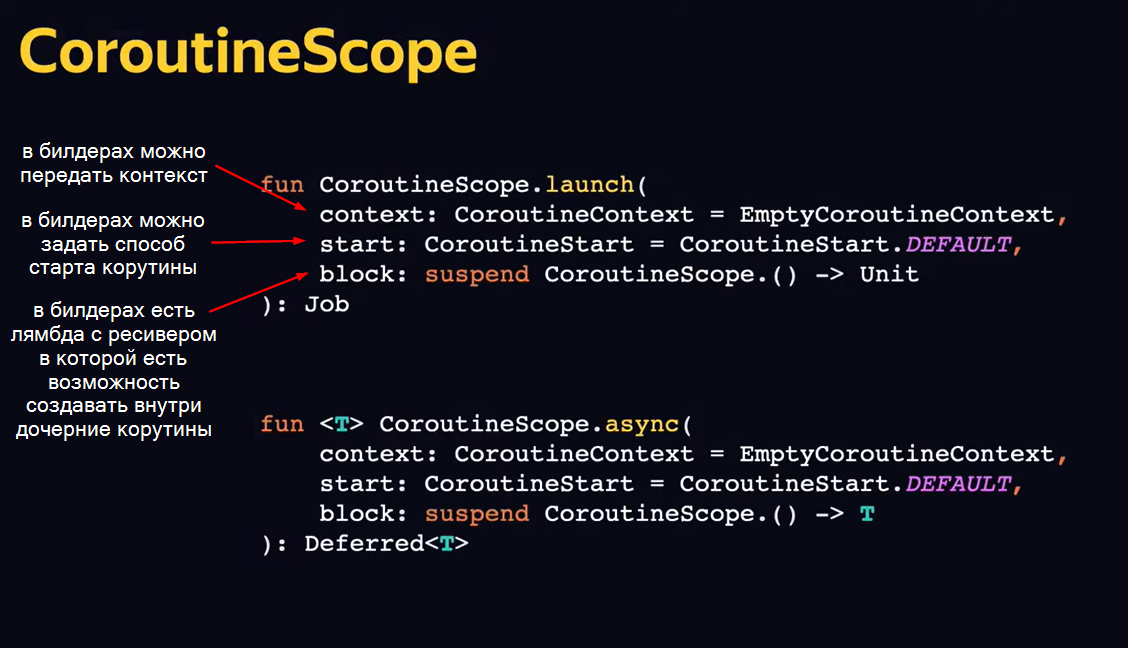 CoroutineScope
в билдерах можно
передать контекст
в билдерах можно
задать способ
старта корутины
в билдерах есть
лямбда с ресивером
в которой есть
возможность
создавать внутри
дочерние корутины
fun CoroutineScope.launch(
context: CoroutineContext = EmptyCoroutineContext,
start: CoroutineStart = CoroutineStart.DEFAULT,
block: suspend CoroutineScope.() -> Unit
): Job
fun <T> CoroutineScope.async(
context: CoroutineContext = EmptyCoroutineContext,
start: CoroutineStart = CoroutineStart.DEFAULT,
block: suspend CoroutineScope.() -> T
): Deferred<T>